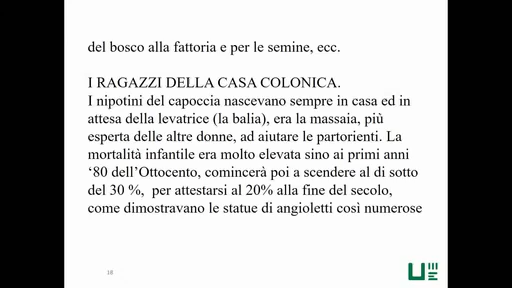 del bosco alla fattoria e per le semine, ecc.
I RAGAZZI DELLA CASA COLONICA.
I nipotini del capoccia nascevano sempre in casa ed in
attesa della levatrice (la balia), era la massaia, più
esperta delle altre donne, ad aiutare le partorienti. La
mortalità infantile era molto elevata sino ai primi anni
‘80 dell’Ottocento, comincerà poi a scendere al di sotto
del 30 %,  per attestarsi al 20% alla fine del secolo,
come dimostravano le statue di angioletti così numerose
18